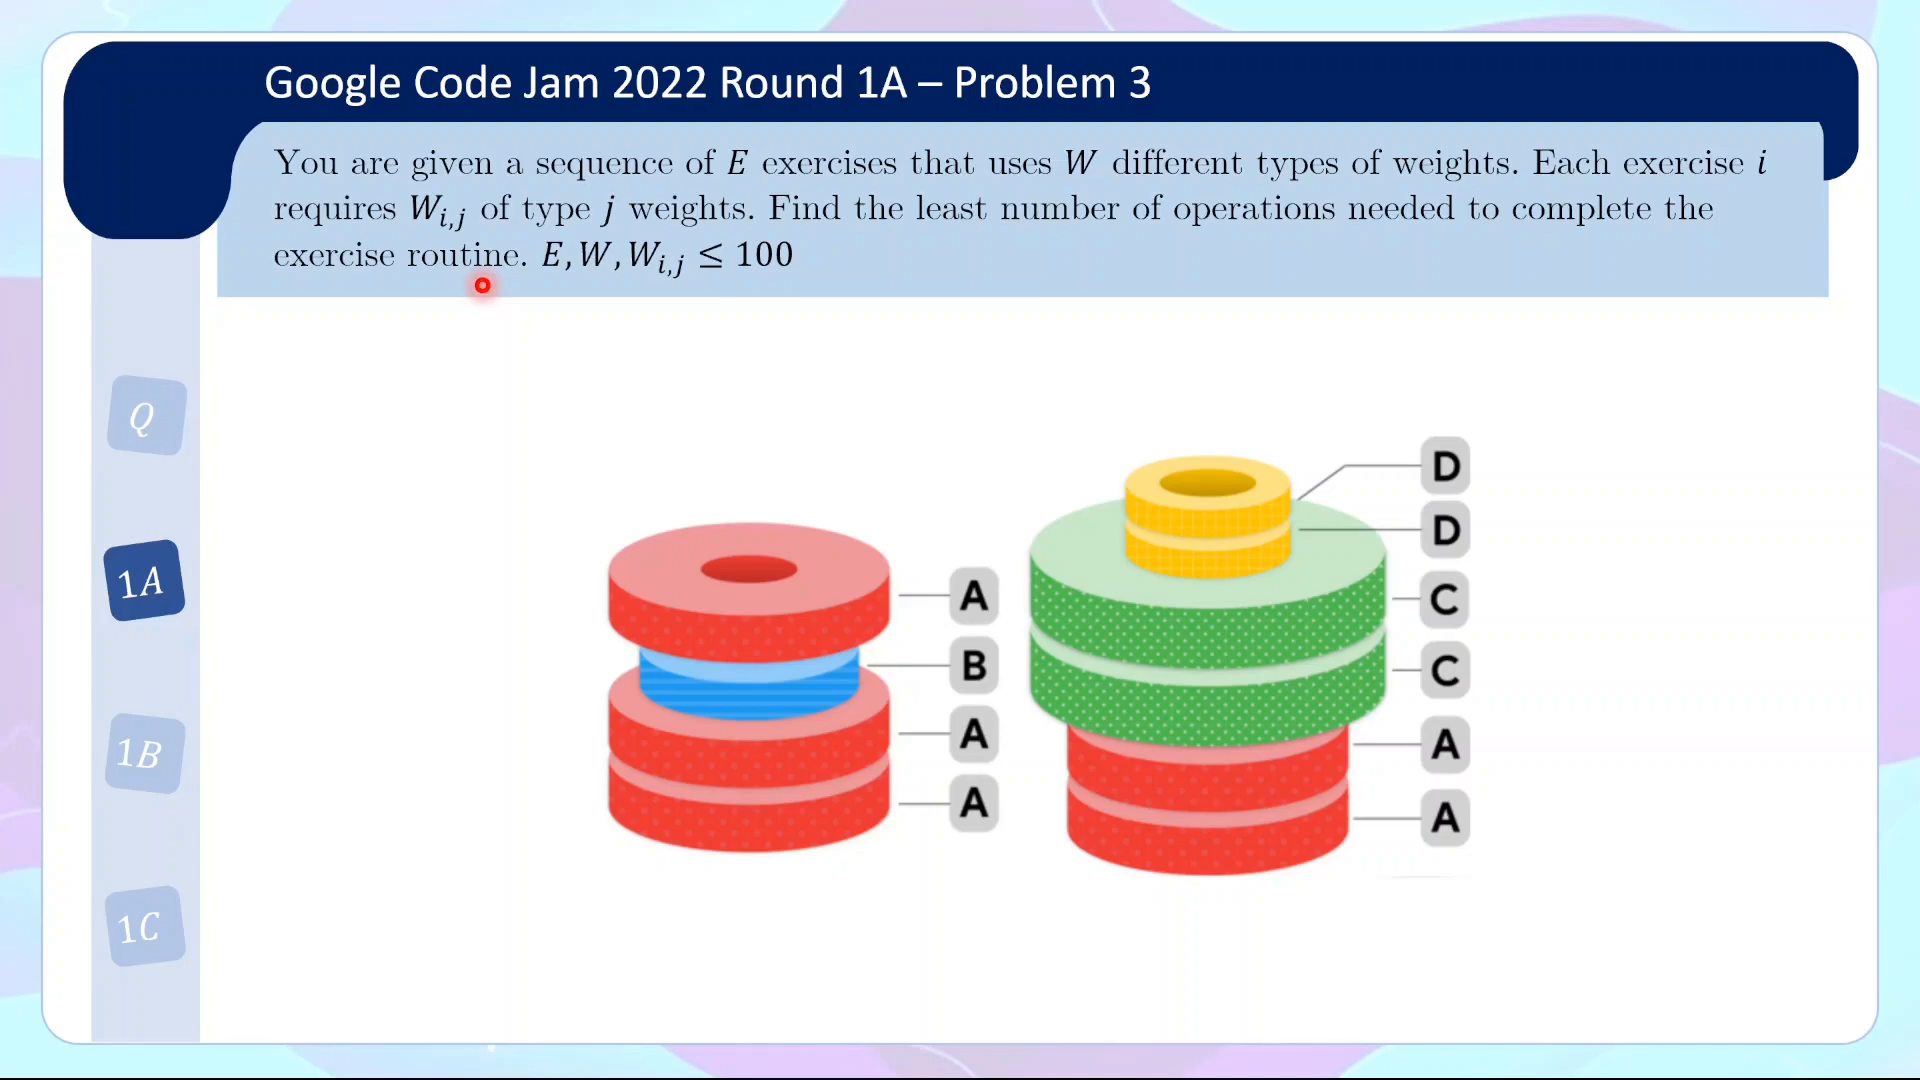 Google Code Jam 2022 Round 1A – Problem 3
You are given a sequence of E exercises that uses W different types of weights. Each exercise i
requires W_{i,j} of type j weights. Find the least number of operations needed to complete the
exercise routine. E, W, W_{i,j} ≤ 100
Q
1A
1B
1C
A
B
A
A
D
D
C
C
A
A